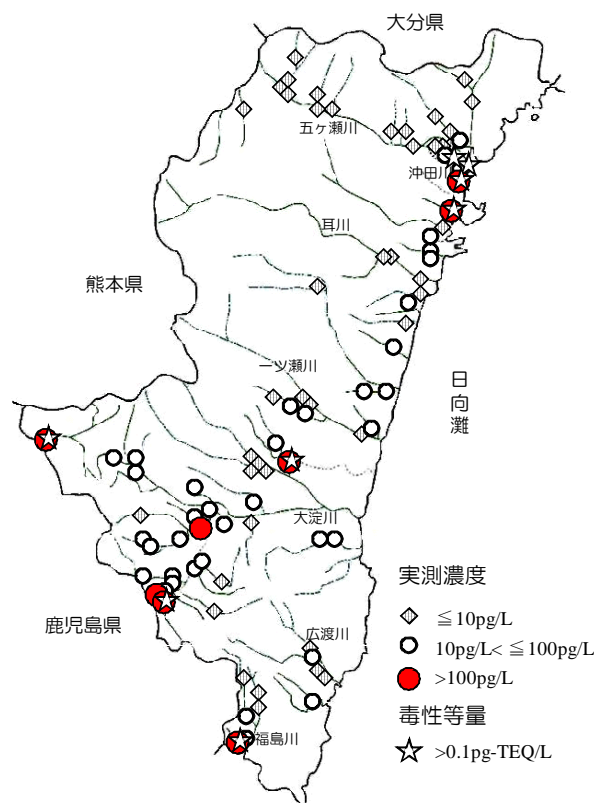 大分県
五ヶ瀬川
沖田川
耳川
熊本県
一ツ瀬川
日向灘
大淀川
鹿児島県
広渡川
福島川
実測濃度
≦10pg/L
10pg/L< ≦100pg/L
>100pg/L
毒性等量
>0.1pg-TEQ/L